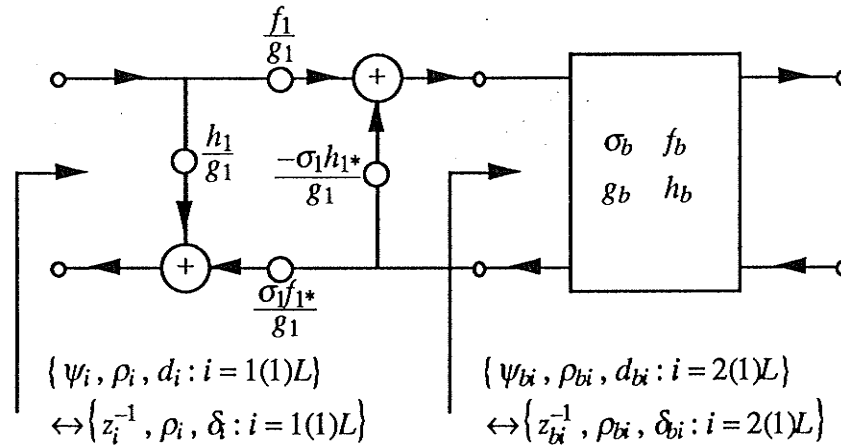 f1/g1
+
h1/g1
−σ1h1*/g1
σb fb
gb hb
+
σ1f1*/g1
{ψi, ρi, di : i = 1(1)L}
↔{zi^-1, ρi, δi : i = 1(1)L}
{ψbi, ρbi, dbi : i = 2(1)L}
↔{zbi^-1, ρbi, δbi : i = 2(1)L}